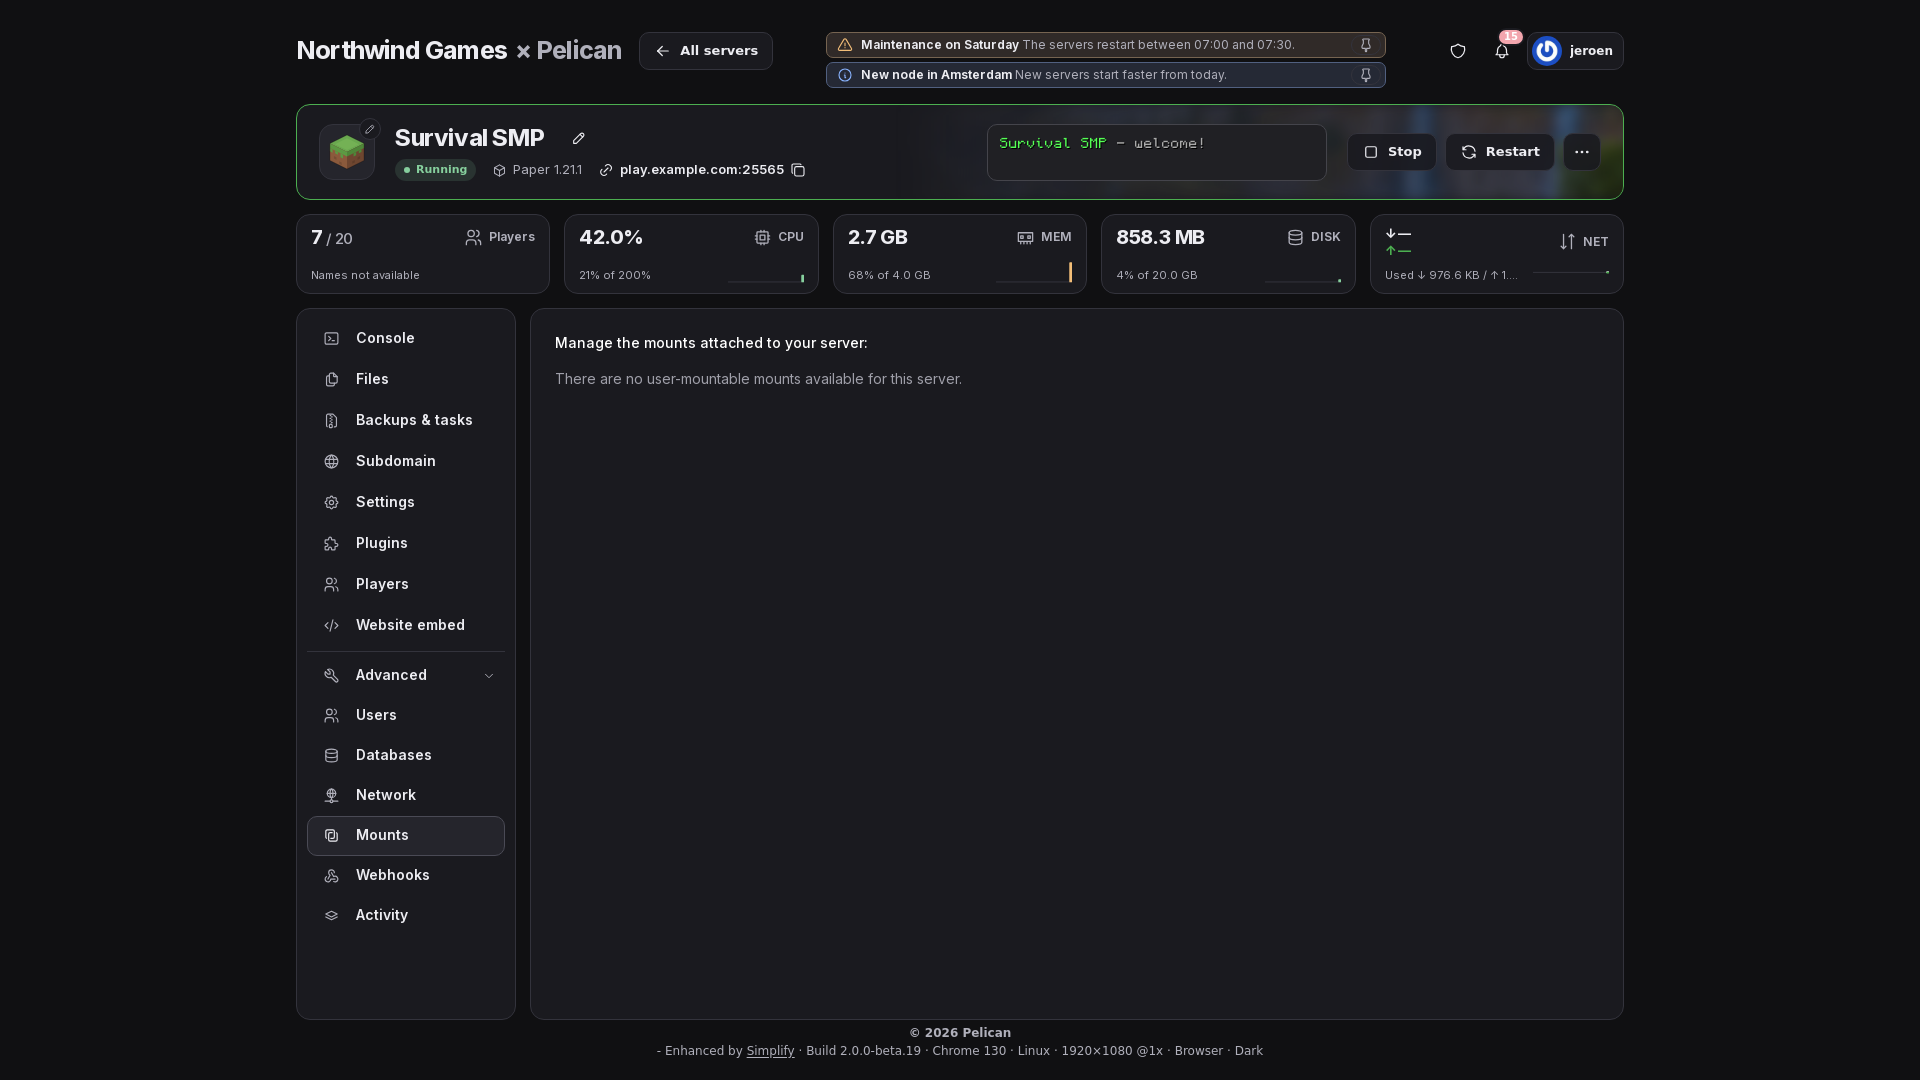 Northwind Games × Pelican
All servers
Maintenance on Saturday The servers restart between 07:00 and 07:30.
New node in Amsterdam New servers start faster from today.
15
jeroen
Survival SMP
Running
Paper 1.21.1
play.example.com:25565
Survival SMP - welcome!
Stop
Restart
7 / 20
Players
Names not available
42.0%
CPU
21% of 200%
2.7 GB
MEM
68% of 4.0 GB
858.3 MB
DISK
4% of 20.0 GB
↓—
↑—
NET
Used ↓ 976.6 KB / ↑ 1....
Console
Files
Backups & tasks
Subdomain
Settings
Plugins
Players
Website embed
Advanced
Users
Databases
Network
Mounts
Webhooks
Activity
Manage the mounts attached to your server:
There are no user-mountable mounts available for this server.
© 2026 Pelican
- Enhanced by Simplify · Build 2.0.0-beta.19 · Chrome 130 · Linux · 1920×1080 @1x · Browser · Dark